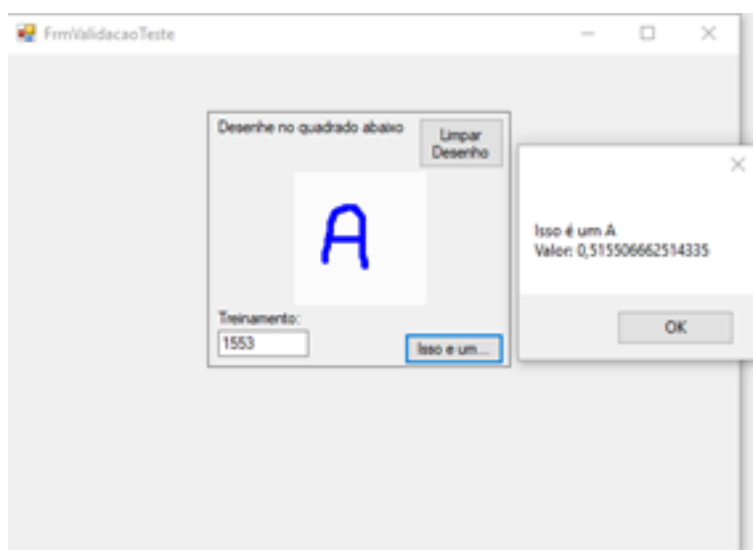 FrmValidacaoTeste
Desenhe no quadrado abaixo
Limpar
Desenho
A
Treinamento:
1553
Isso e um...
Isso é um A
Valor: 0,515506662514335
OK